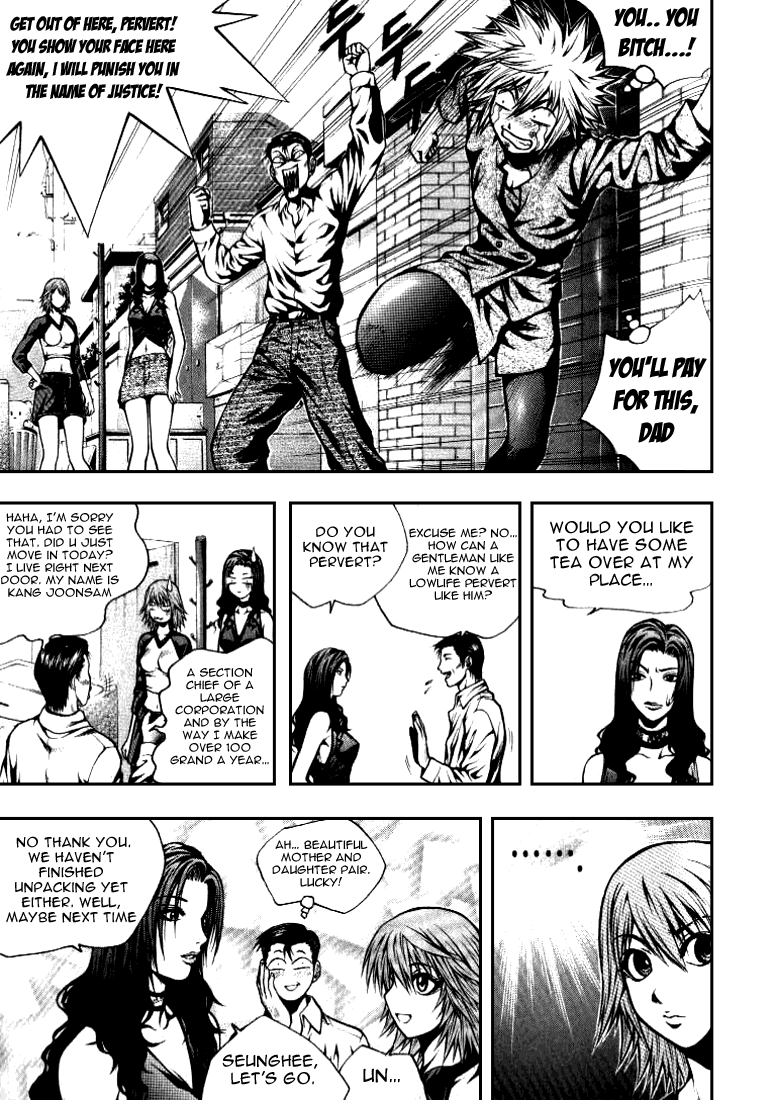 GET OUT OF HERE, PERVERT!
YOU SHOW YOUR FACE HERE
AGAIN, I WILL PUNISH YOU IN
THE NAME OF JUSTICE!
YOU.. YOU
BITCH...!
YOU'LL PAY
FOR THIS,
DAD
HAHA, I'M SORRY
YOU HAD TO SEE
THAT. DID U JUST
MOVE IN TODAY?
I LIVE RIGHT NEXT
DOOR. MY NAME IS
KANG JOONSAM
A SECTION
CHIEF OF A
LARGE
CORPORATION
AND BY THE
WAY I MAKE
OVER 100
GRAND A YEAR...
DO YOU
KNOW THAT
PERVERT?
EXCUSE ME? NO...
HOW CAN A
GENTLEMAN LIKE
ME KNOW A
LOWLIFE PERVERT
LIKE HIM?
WOULD YOU LIKE
TO HAVE SOME
TEA OVER AT MY
PLACE...
NO THANK YOU.
WE HAVEN'T
FINISHED
UNPACKING YET
EITHER. WELL,
MAYBE NEXT TIME
AH... BEAUTIFUL
MOTHER AND
DAUGHTER PAIR.
LUCKY!
SEUNGHEE,
LET'S GO.
UN...
.......